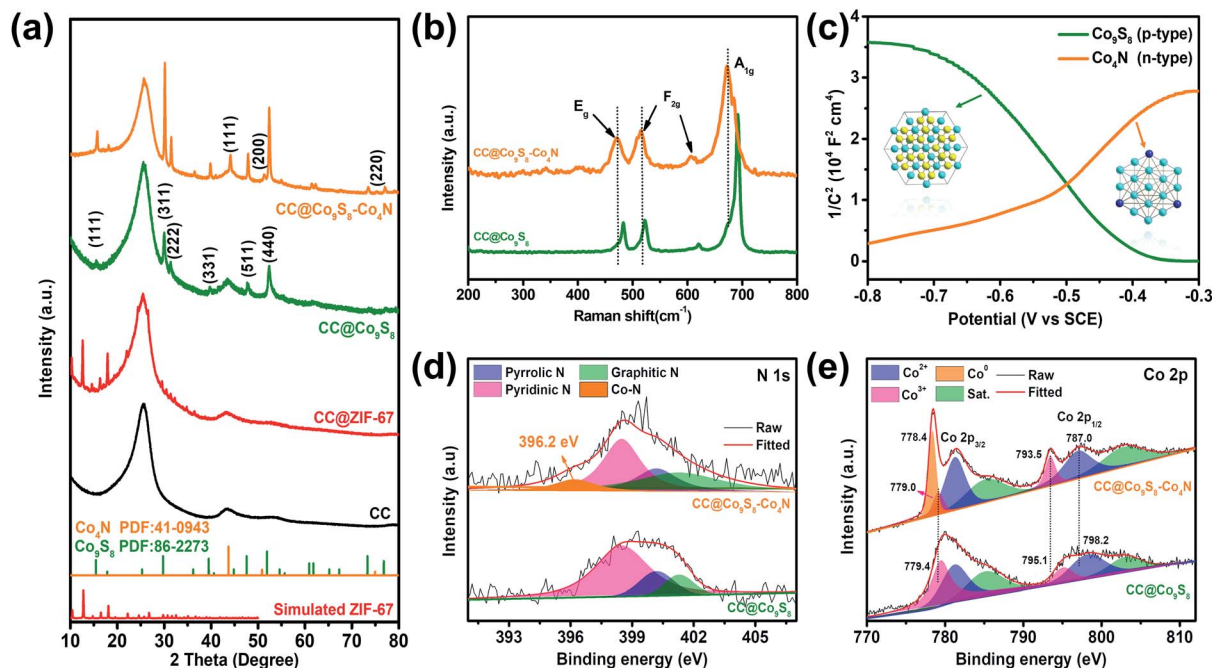 (a)
Intensity (a.u.)
(111)
(200)
(220)
CC@Co₉S₈-Co₄N
(111)
(311)
(222)
(331)
(511)
(440)
CC@Co₉S₈
CC@ZIF-67
CC
Co₄N PDF:41-0943
Co₉S₈ PDF:86-2273
Simulated ZIF-67
10 20 30 40 50 60 70 80
2 Theta (Degree)
(b)
Intensity (a.u.)
E_g
F_2g
A_1g
CC@Co₉S₈-Co₄N
CC@Co₉S₈
200 300 400 500 600 700 800
Raman shift(cm⁻¹)
(c)
1/C² (10⁴ F⁻² cm⁴)
4
3
2
1
0
Co₉S₈ (p-type)
Co₄N (n-type)
-0.8 -0.7 -0.6 -0.5 -0.4 -0.3
Potential (V vs SCE)
(d)
N 1s
Intensity (a.u.)
Pyrrolic N Graphitic N
Pyridinic N Co-N
Raw
Fitted
396.2 eV
CC@Co₉S₈-Co₄N
CC@Co₉S₈
393 396 399 402 405
Binding energy (eV)
(e)
Co 2p
Intensity (a.u)
Co²⁺ Co⁰ Raw
Co³⁺ Sat. Fitted
778.4
Co 2p₃/₂
779.0
793.5
Co 2p₁/₂
787.0
CC@Co₉S₈-Co₄N
779.4
795.1
798.2
CC@Co₉S₈
770 780 790 800 810
Binding energy (eV)